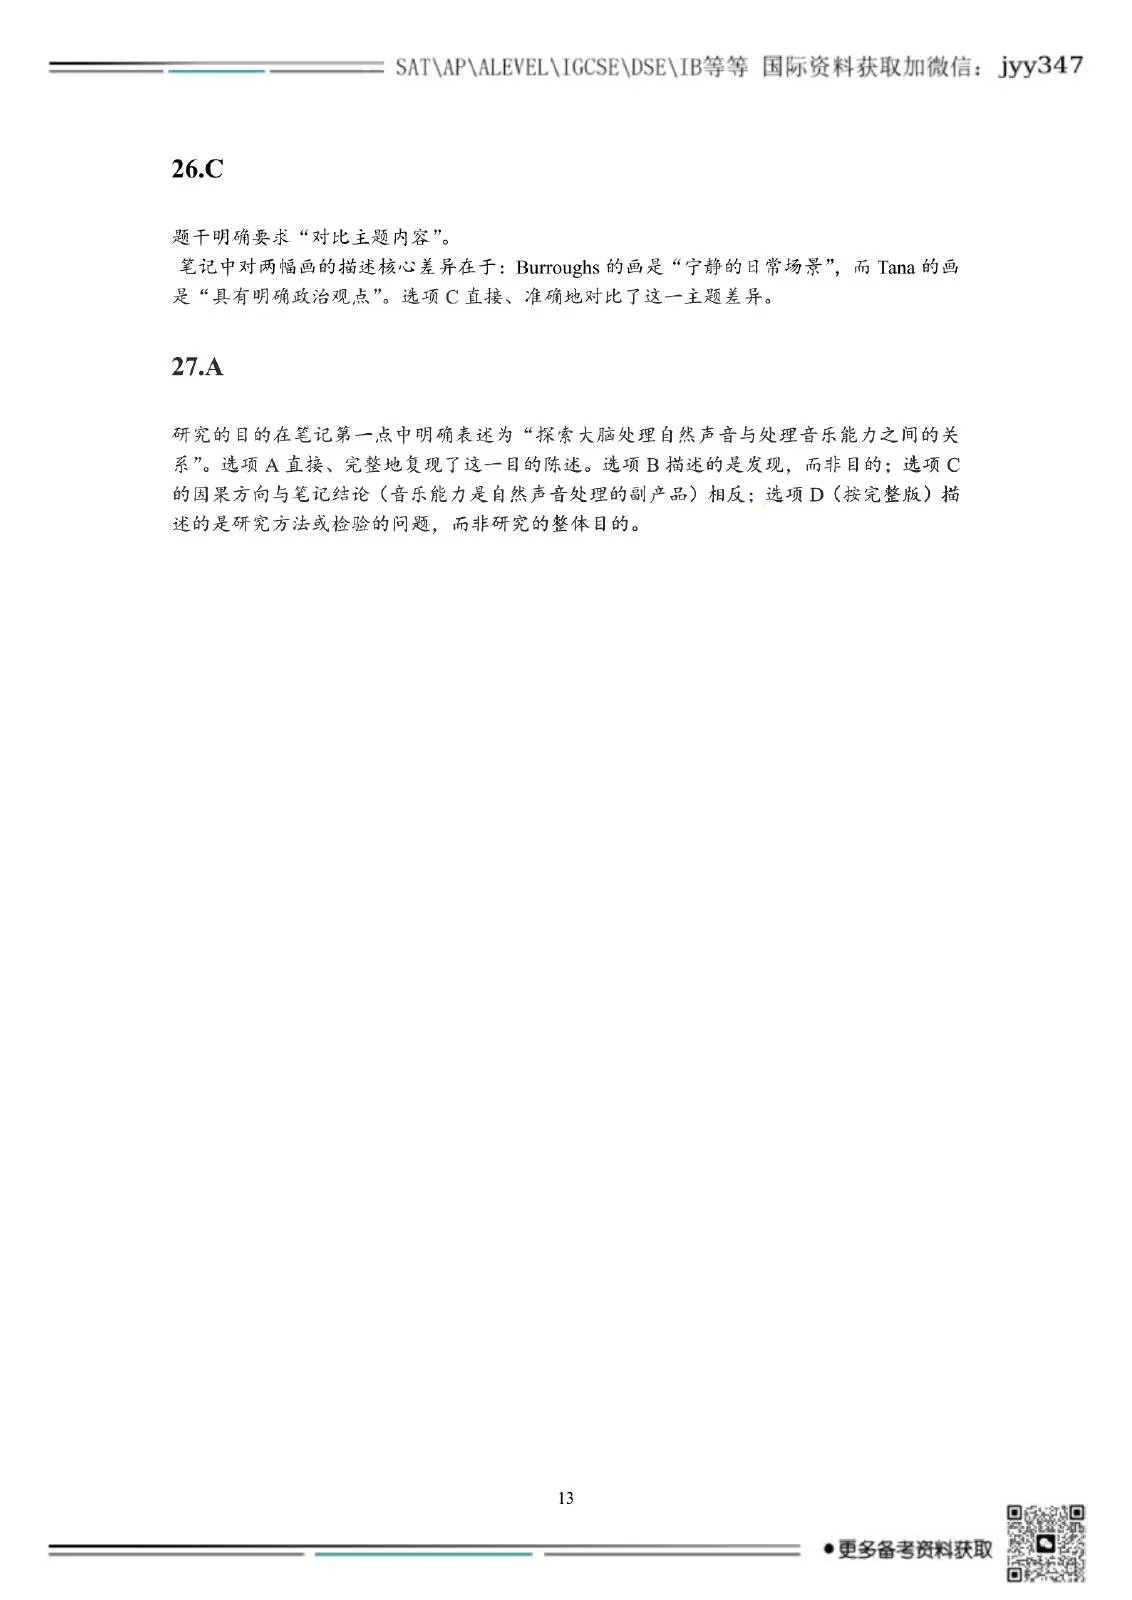 SAT\AP\ALEVEL\IGCSE\DSE\IB等等 国际资料获取加微信：jyy347
26.C
题干明确要求“对比主题内容”。
笔记中对两幅画的描述核心差异在于：Burroughs 的画是“宁静的日常场景”，而 Tana 的画
是“具有明确政治观点”。选项 C 直接、准确地对比了这一主题差异。
27.A
研究的目的在笔记第一点中明确表述为“探索大脑处理自然声音与处理音乐能力之间的关
系”。选项 A 直接、完整地复现了这一目的陈述。选项 B 描述的是发现，而非目的；选项 C
的因果方向与笔记结论（音乐能力是自然声音处理的副产品）相反；选项 D（按完整版）描
述的是研究方法或检验的问题，而非研究的整体目的。
13
●更多备考资料获取